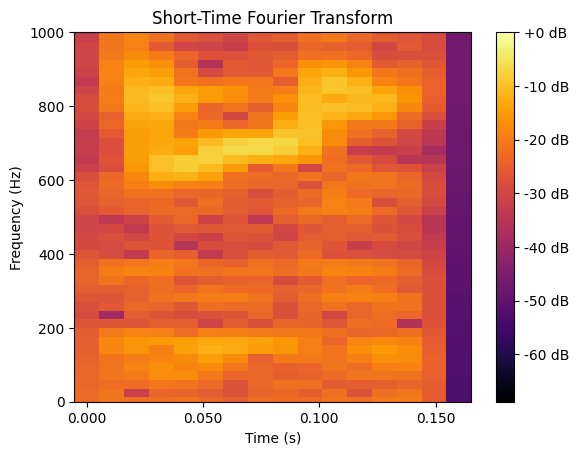 Short-Time Fourier Transform
1000
800
600
400
200
0
Frequency (Hz)
0.000
0.050
0.100
0.150
Time (s)
+0 dB
-10 dB
-20 dB
-30 dB
-40 dB
-50 dB
-60 dB